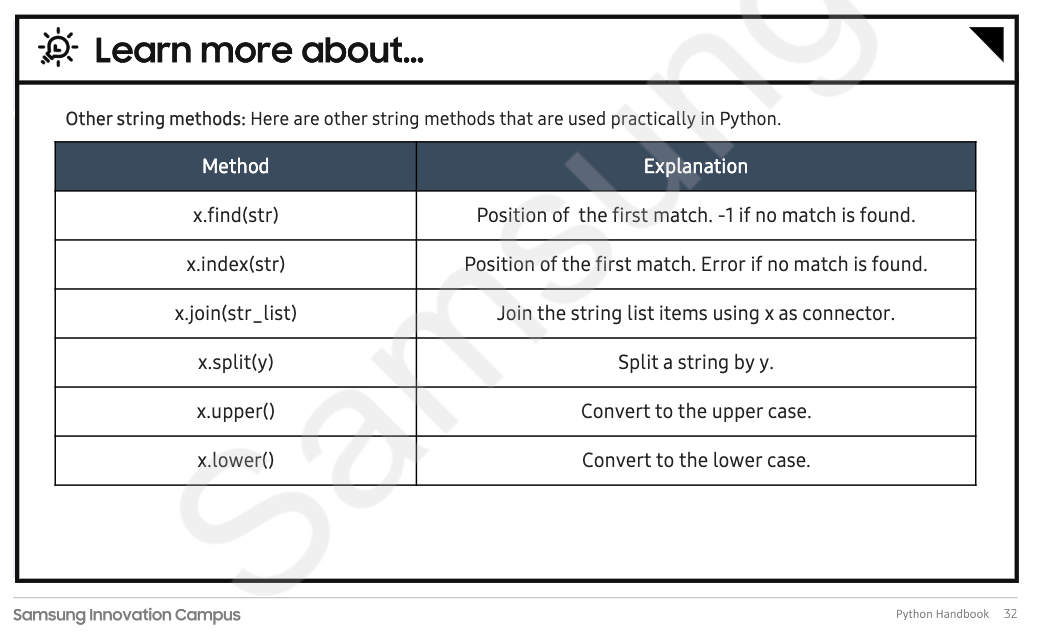 Learn more about...
Other string methods: Here are other string methods that are used practically in Python.
Method Explanation
x.find(str) Position of  the first match. -1 if no match is found.
x.index(str) Position of the first match. Error if no match is found.
x.join(str_list) Join the string list items using x as connector.
x.split(y) Split a string by y.
x.upper() Convert to the upper case.
x.lower() Convert to the lower case.
Samsung
Samsung Innovation Campus
Python Handbook 32